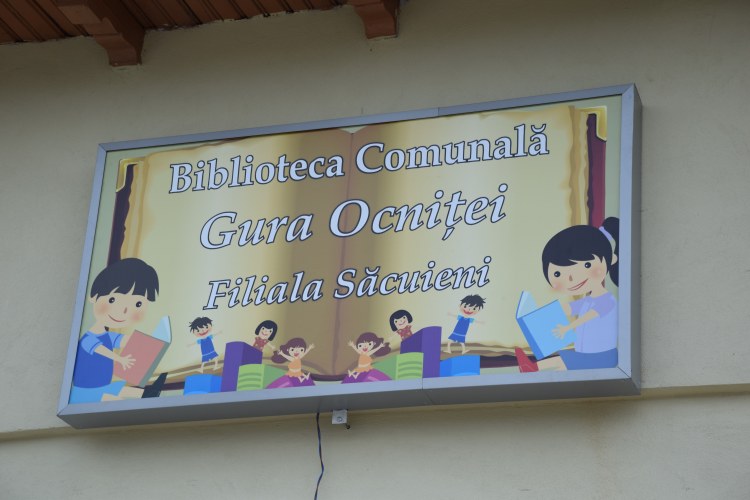 Biblioteca Comunală
Gura Ocniței
Filiala Săcuieni